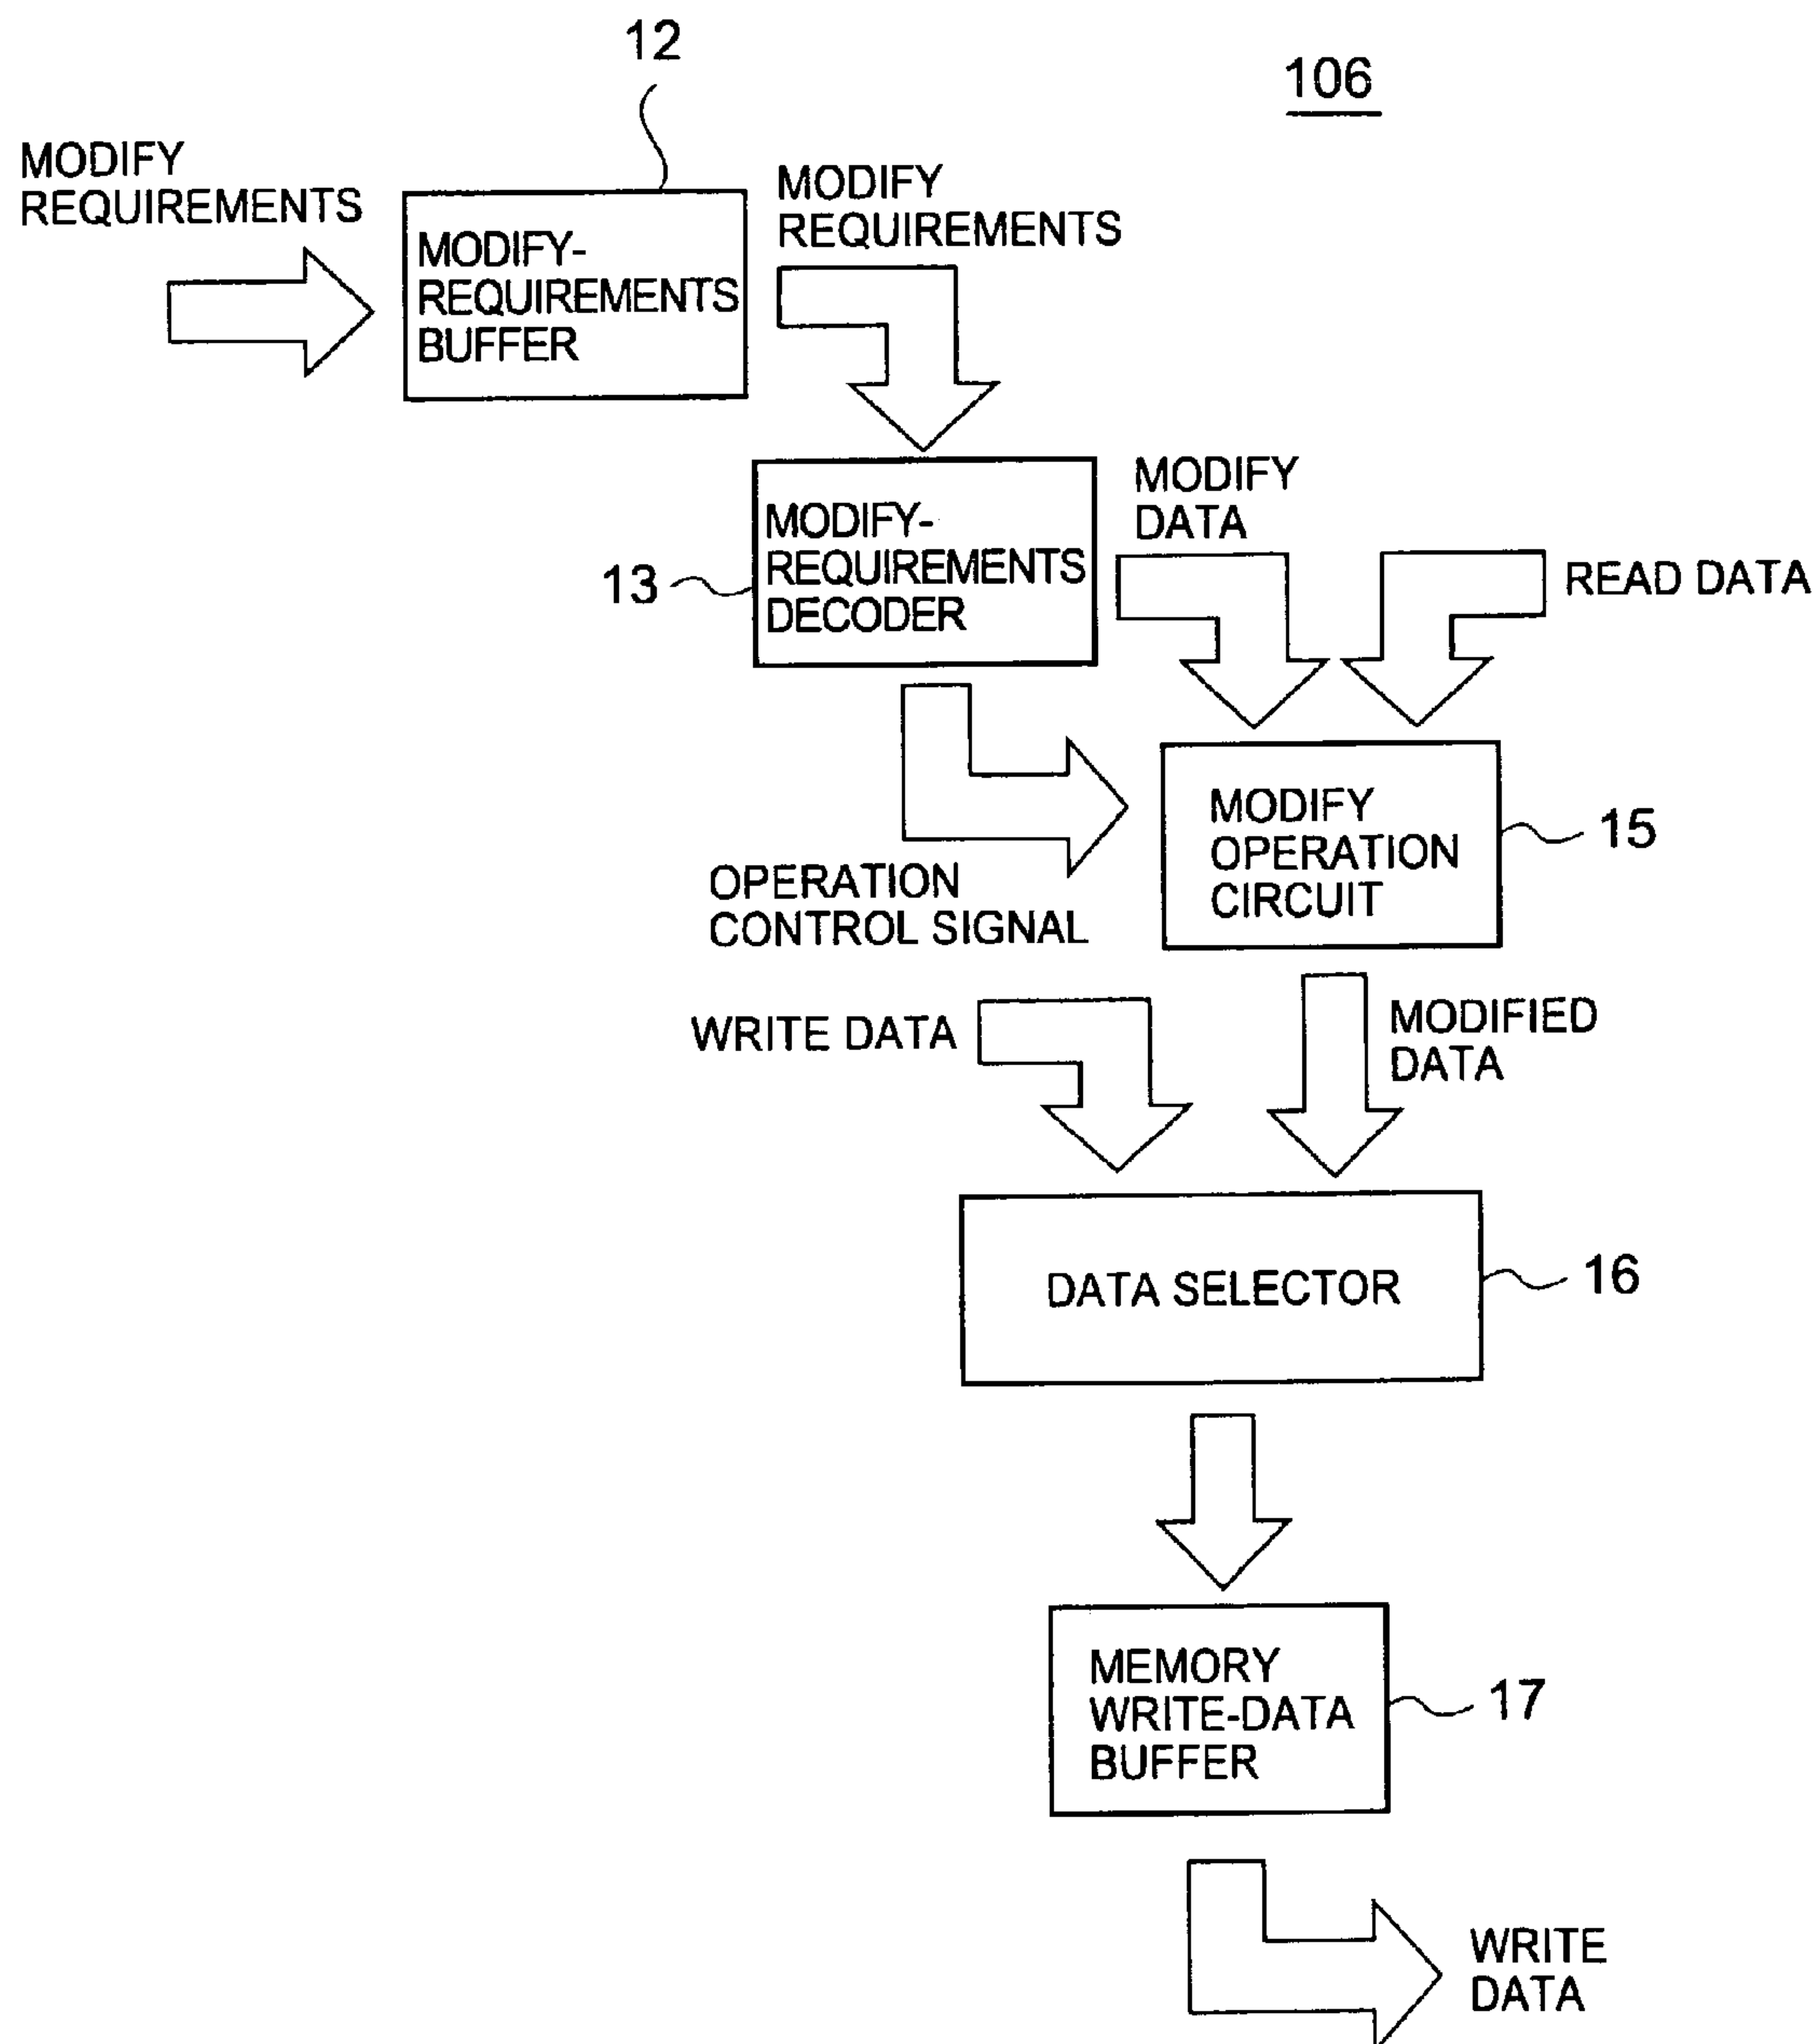 12
106
MODIFY
REQUIREMENTS
MODIFY
REQUIREMENTS
MODIFY-
REQUIREMENTS
BUFFER
MODIFY
DATA
MODIFY-
REQUIREMENTS
DECODER
13
READ DATA
MODIFY
OPERATION
CIRCUIT
15
OPERATION
CONTROL SIGNAL
WRITE DATA
MODIFIED
DATA
DATA SELECTOR
16
MEMORY
WRITE-DATA
BUFFER
17
WRITE
DATA